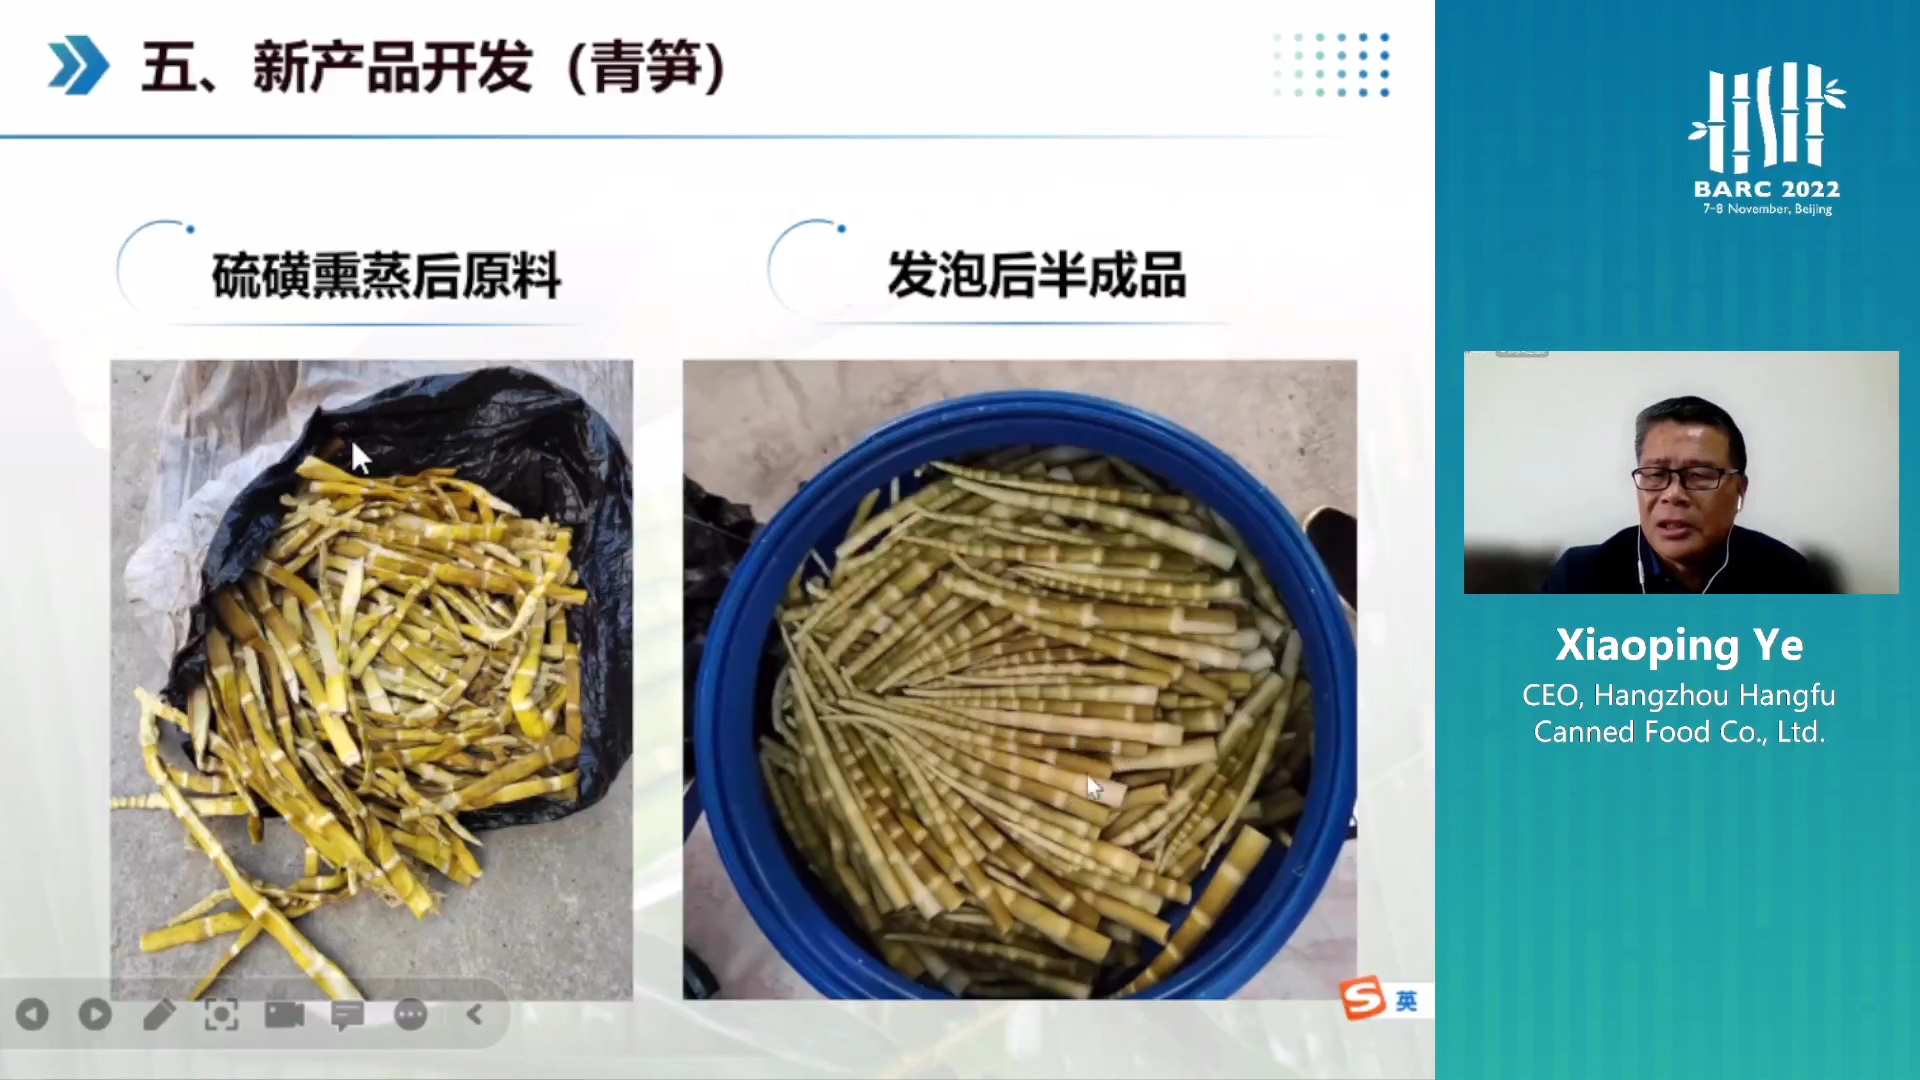 五、新产品开发（青笋）
硫磺熏蒸后原料
发泡后半成品
英
BARC 2022
7-8 November, Beijing
Xiaoping Ye
CEO, Hangzhou Hangfu
Canned Food Co., Ltd.